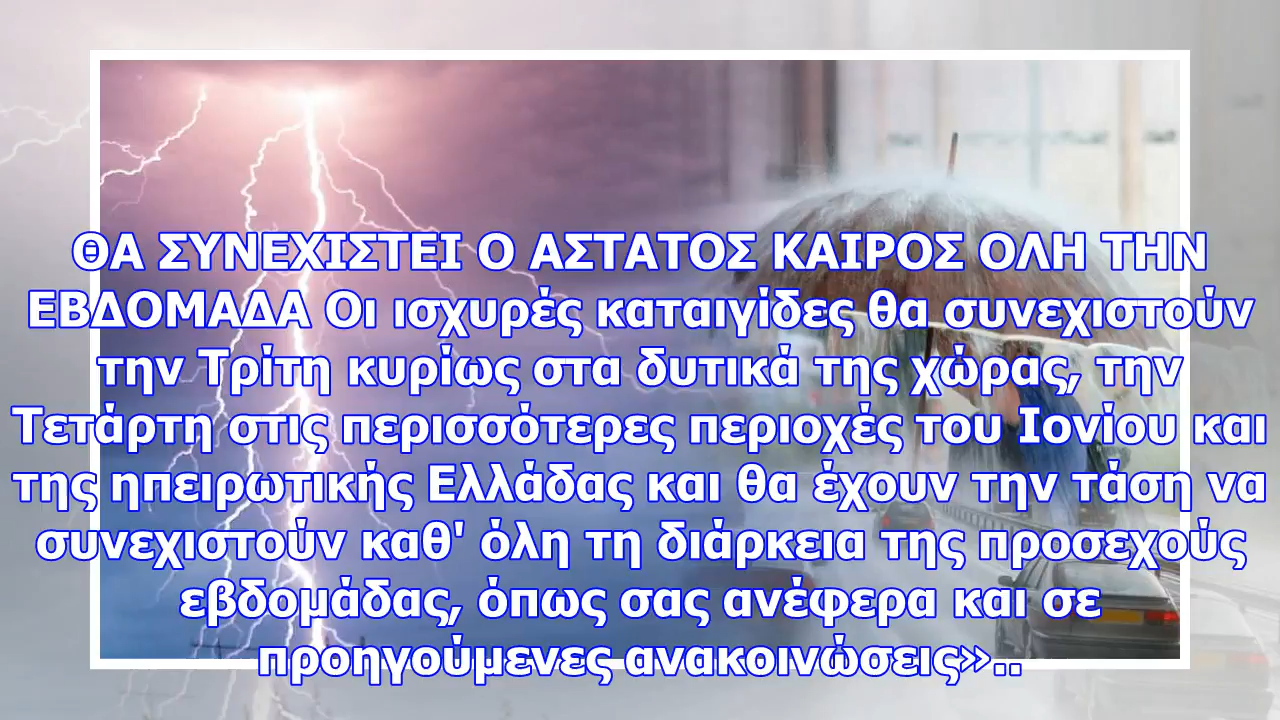 ΘΑ ΣΥΝΕΧΙΣΤΕΙ Ο ΑΣΤΑΤΟΣ ΚΑΙΡΟΣ ΟΛΗ ΤΗΝ
ΕΒΔΟΜΑΔΑ Οι ισχυρές καταιγίδες θα συνεχιστούν
την Τρίτη κυρίως στα δυτικά της χώρας, την
Τετάρτη στις περισσότερες περιοχές του Ιονίου και
της ηπειρωτικής Ελλάδας και θα έχουν την τάση να
συνεχιστούν καθ' όλη τη διάρκεια της προσεχούς
εβδομάδας, όπως σας ανέφερα και σε
προηγούμενες ανακοινώσεις»..